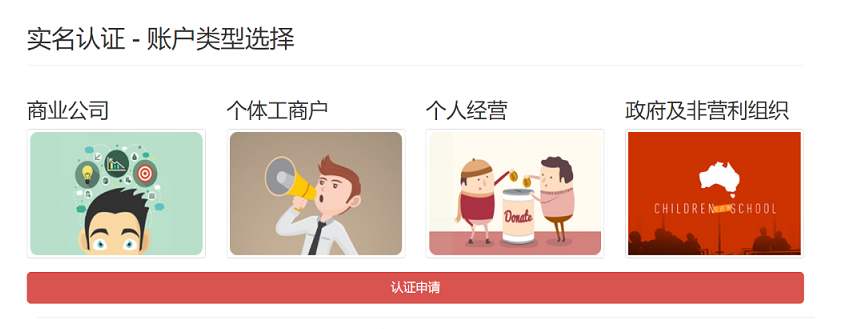 实名认证 - 账户类型选择
商业公司
个体工商户
个人经营
政府及非营利组织
Donate
CHILDREN SCHOOL
认证申请